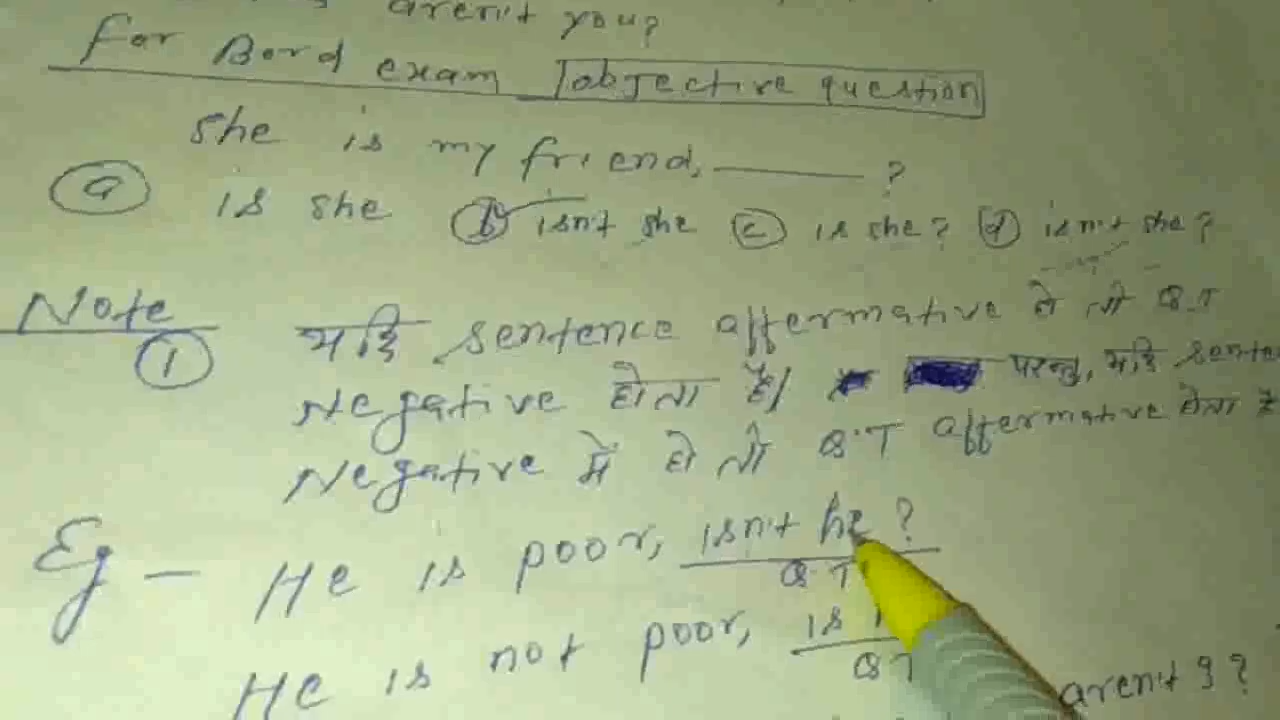 aren't you?
For Bord exam objective question
She is my friend, ______ ?
(a) is she (b) isn't she (c) is she? (d) isn't she?
Note
(1) यदि sentence affermative हो तो Q.T
Negative होता है। परन्तु, यदि sente
Negative में हो तो Q.T affermative होता है
Eg - He is poor, isn't he?
Q.T
He is not poor, is
QT
aren't I?